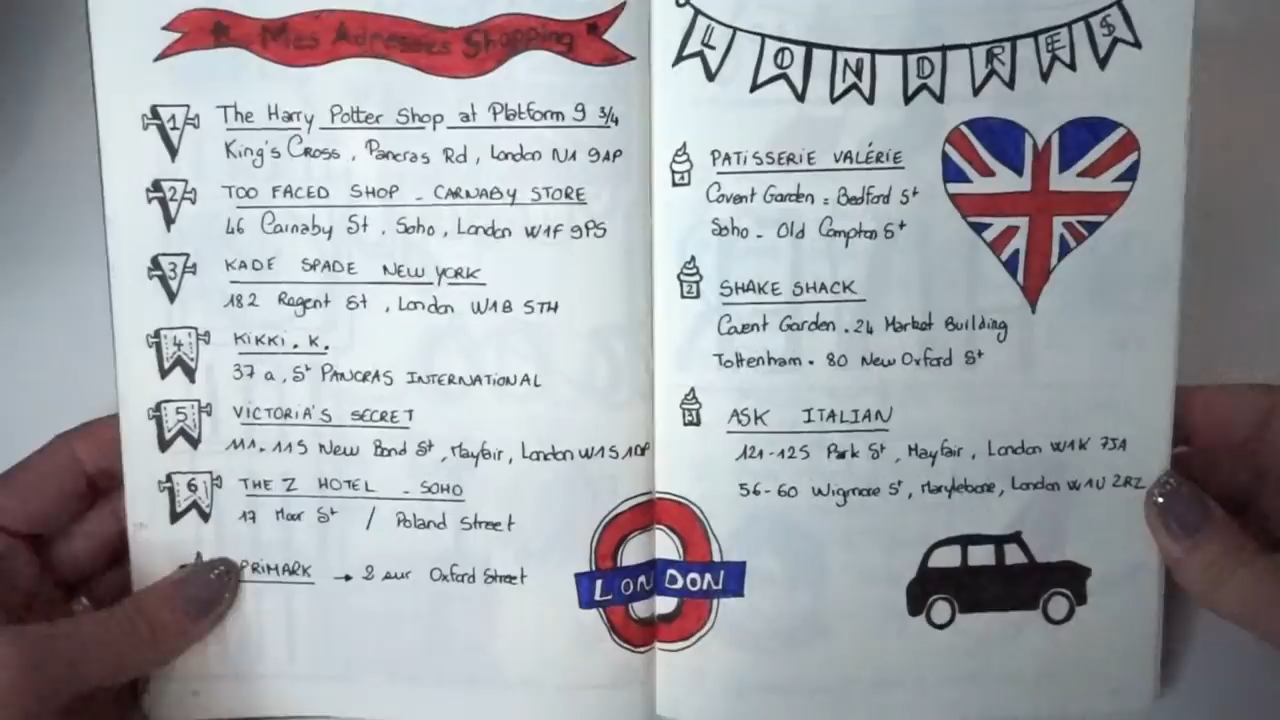 Mes Adresses Shopping
1
The Harry Potter Shop at Platform 9 3/4
King's Cross, Pancras Rd, London N1 9AP
2
TOO FACED SHOP - CARNABY STORE
46 Carnaby St. Soho, London W1F 9PS
3
KADE SPADE NEW YORK
182 Regent St, London W1B 5TH
4
KIKKI. K.
37 a, St PANCRAS INTERNATIONAL
5
VICTORIA'S SECRET
111.115 New Bond St, Mayfair, London W1S 1DP
6
THE Z HOTEL - SOHO
17 Moor St / Poland Street
PRIMARK → 2 sur Oxford Street
LONDON
LONDRES
1
PATISSERIE VALÉRIE
Covent Garden = Bedford St
Soho - Old Compton St
2
SHAKE SHACK
Covent Garden. 24 Market Building
Tottenham. 80 New Oxford St
3
ASK ITALIAN
121-125 Park St, Mayfair, London W1K 7JA
56-60 Wigmore St, Marylebone, London W1U 2RZ